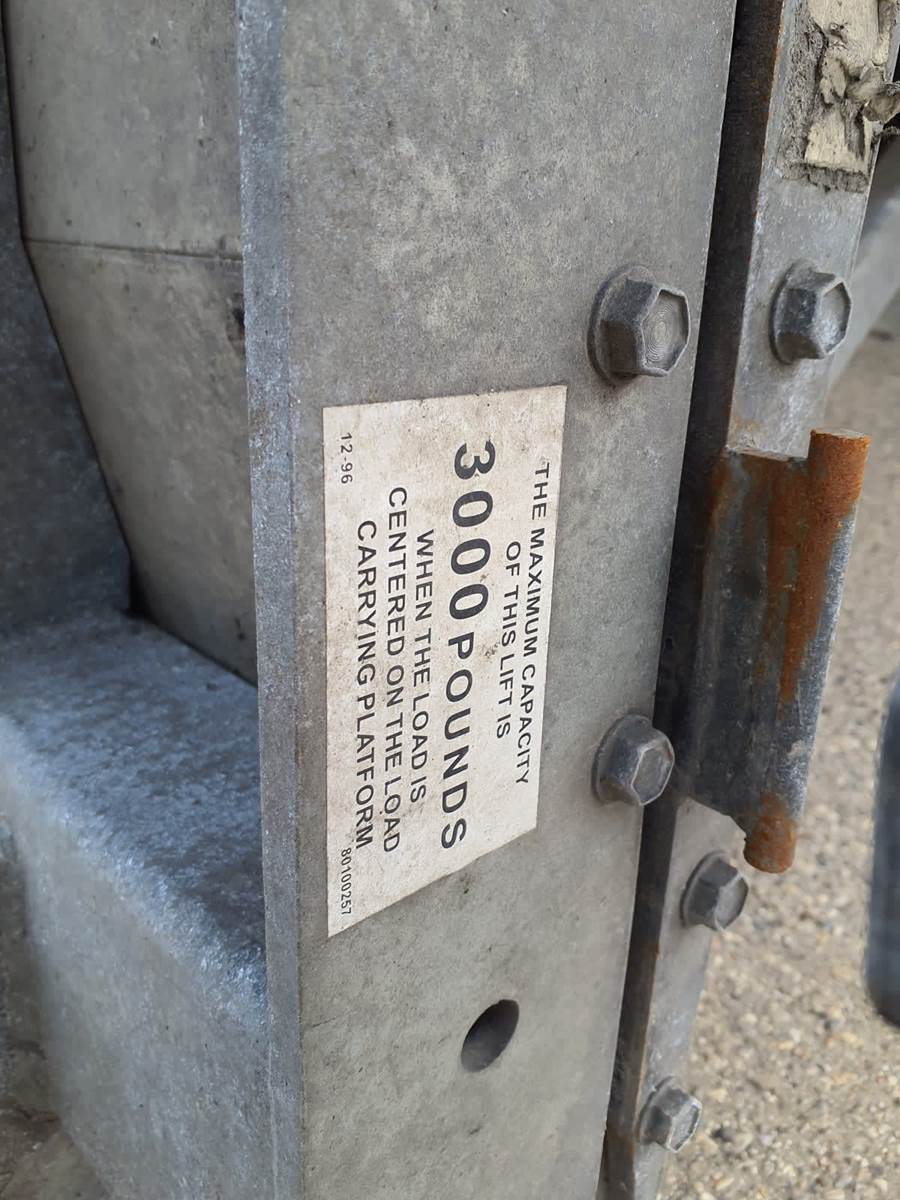 THE MAXIMUM CAPACITY
OF THIS LIFT IS
3000 POUNDS
WHEN THE LOAD IS
CENTERED ON THE LOAD
CARRYING PLATFORM
12-96
80100257